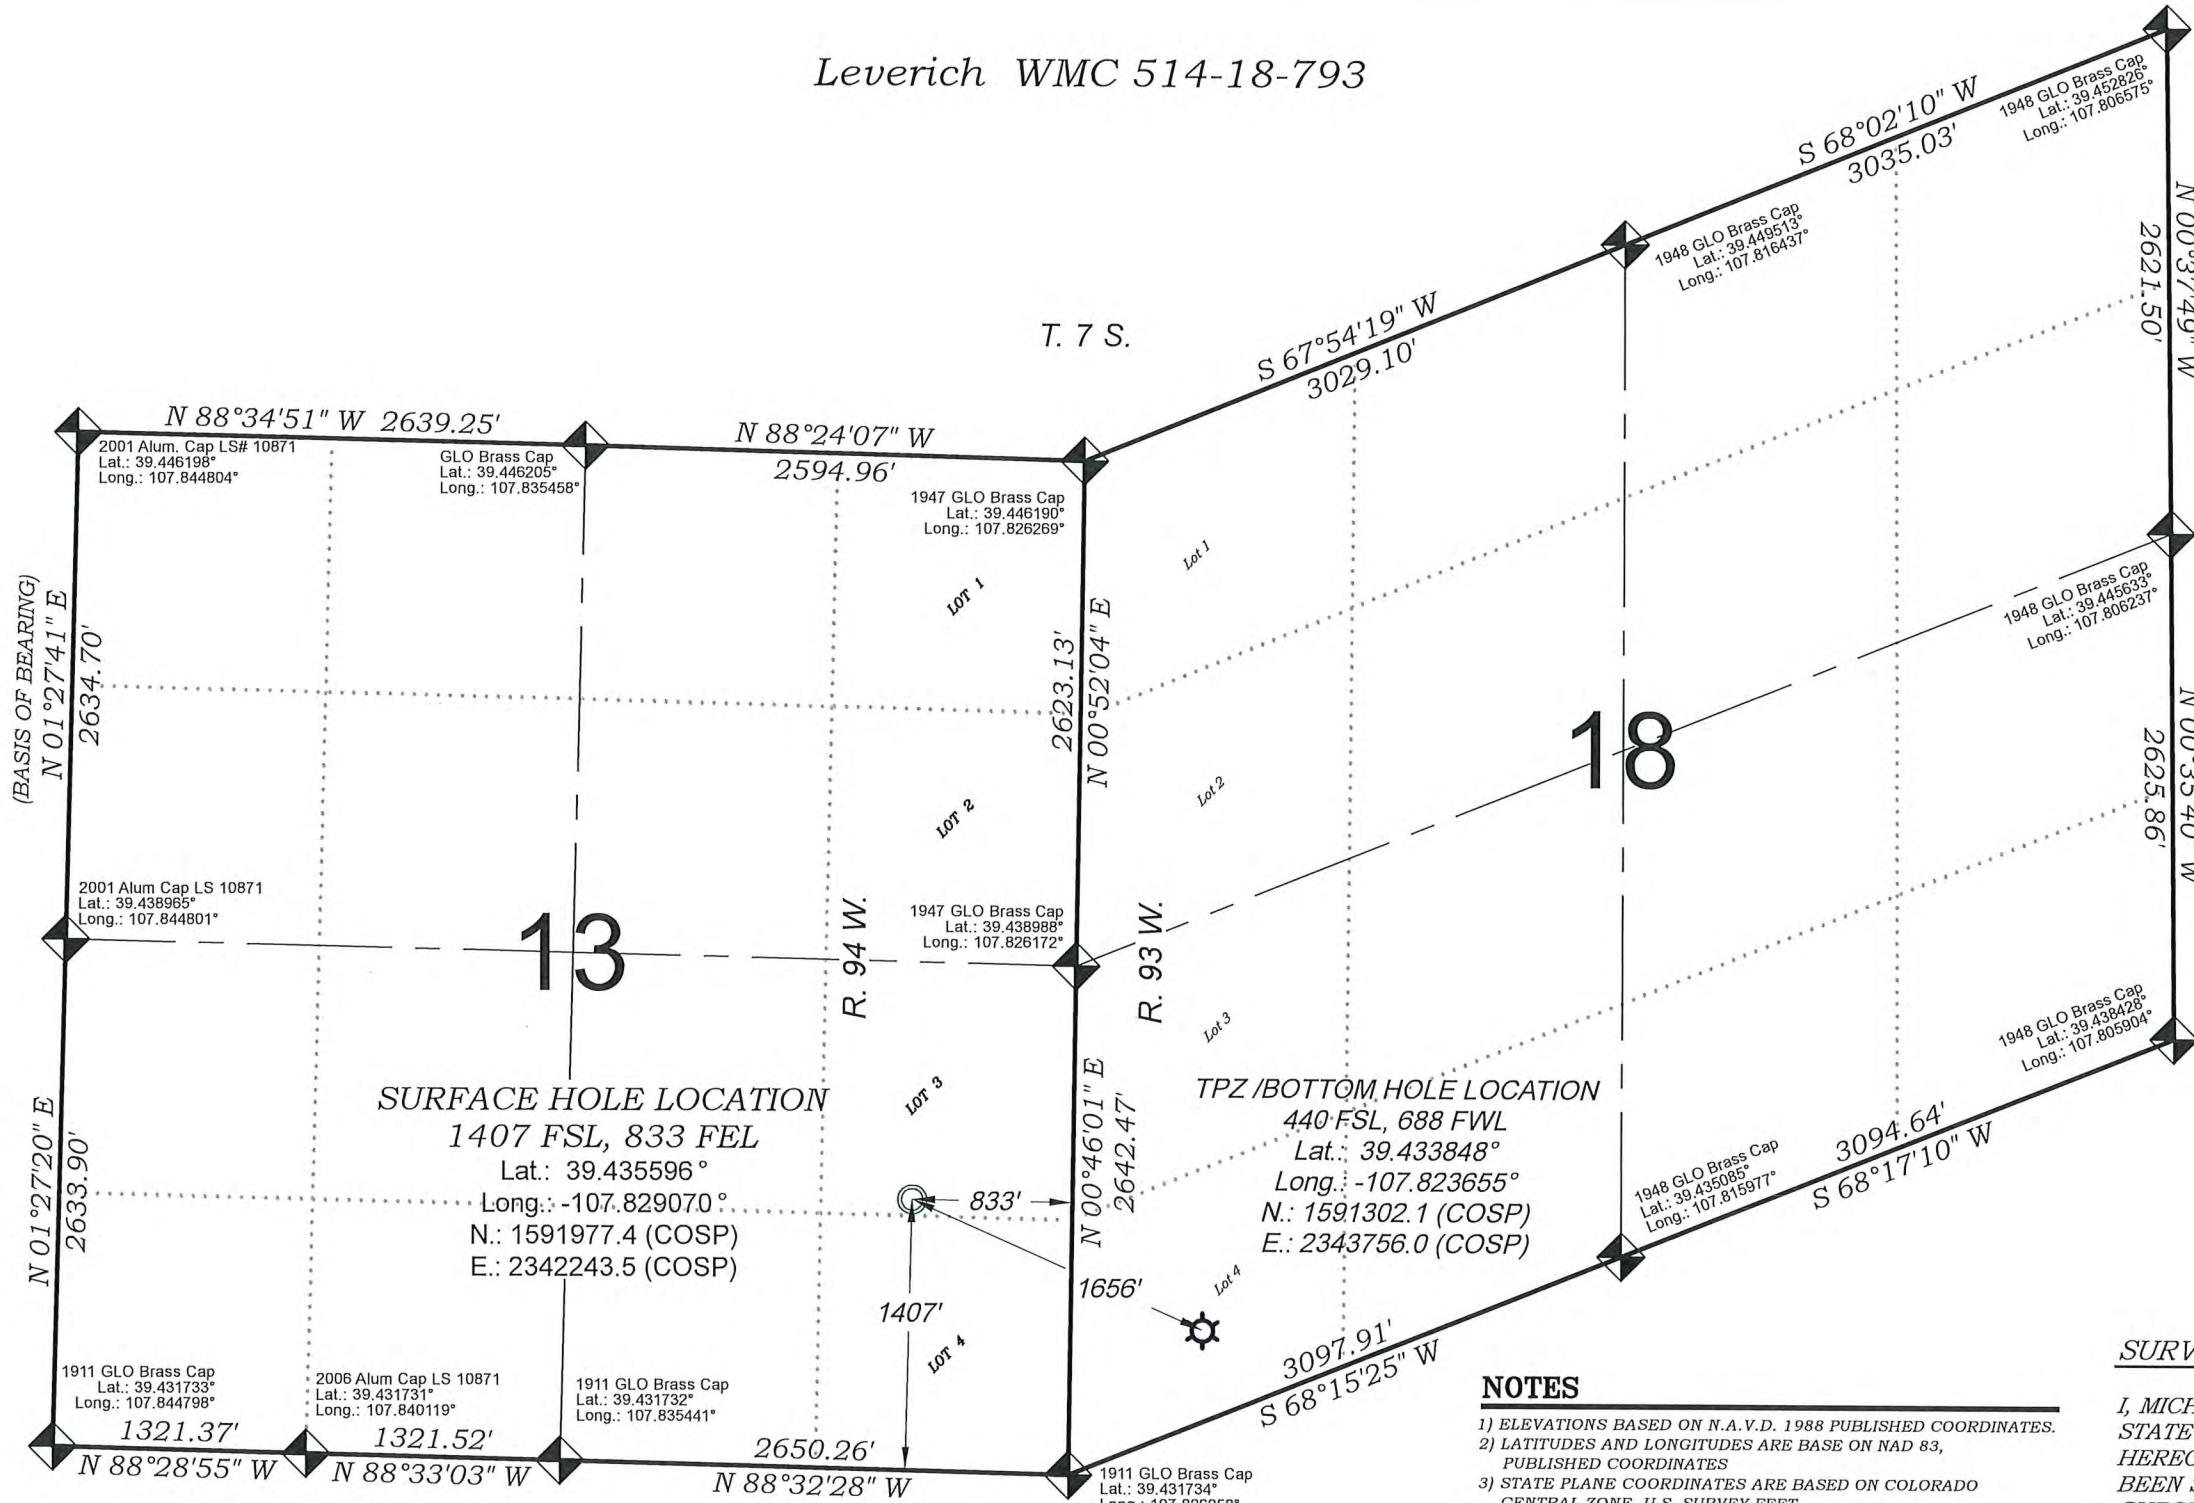 Leverich WMC 514-18-793
T. 7 S.
S 68°02'10" W
3035.03'
1948 GLO Brass Cap
Lat.: 39.452826°
Long.: 107.806575°
1948 GLO Brass Cap
Lat.: 39.449513°
Long.: 107.816437°
S 67°54'19" W
3029.10'
N 00°37'49" W
2621.50'
N 88°34'51" W 2639.25'
2001 Alum. Cap LS# 10871
Lat.: 39.446198°
Long.: 107.844804°
GLO Brass Cap
Lat.: 39.446205°
Long.: 107.835458°
N 88°24'07" W
2594.96'
1947 GLO Brass Cap
Lat.: 39.446190°
Long.: 107.826269°
(BASIS OF BEARING)
N 01°27'41" E
2634.70'
LOT 1
LOT 2
2623.13'
N 00°52'04" E
Lot 1
Lot 2
18
1948 GLO Brass Cap
Lat.: 39.445633°
Long.: 107.806237°
N 00°35'40" W
2625.86'
2001 Alum Cap LS 10871
Lat.: 39.438965°
Long.: 107.844801°
13
R. 94 W.
1947 GLO Brass Cap
Lat.: 39.438988°
Long.: 107.826172°
R. 93 W.
Lot 3
1948 GLO Brass Cap
Lat.: 39.438428°
Long.: 107.805904°
N 01°27'20" E
2633.90'
SURFACE HOLE LOCATION
1407 FSL, 833 FEL
Lat.: 39.435596°
Long.: -107.829070°
N.: 1591977.4 (COSP)
E.: 2342243.5 (COSP)
LOT 3
833'
1407'
LOT 4
N 00°46'01" E
2642.47'
1656'
TPZ /BOTTOM HOLE LOCATION
440 FSL, 688 FWL
Lat.: 39.433848°
Long.: -107.823655°
N.: 1591302.1 (COSP)
E.: 2343756.0 (COSP)
Lot 4
1948 GLO Brass Cap
Lat.: 39.435085°
Long.: 107.815977°
3094.64'
S 68°17'10" W
3097.91'
S 68°15'25" W
1911 GLO Brass Cap
Lat.: 39.431733°
Long.: 107.844798°
1321.37'
N 88°28'55" W
2006 Alum Cap LS 10871
Lat.: 39.431731°
Long.: 107.840119°
1321.52'
N 88°33'03" W
1911 GLO Brass Cap
Lat.: 39.431732°
Long.: 107.835441°
2650.26'
N 88°32'28" W
1911 GLO Brass Cap
Lat.: 39.431734°
NOTES
1) ELEVATIONS BASED ON N.A.V.D. 1988 PUBLISHED COORDINATES.
2) LATITUDES AND LONGITUDES ARE BASE ON NAD 83,
PUBLISHED COORDINATES
3) STATE PLANE COORDINATES ARE BASED ON COLORADO
CENTRAL ZONE, U.S. SURVEY FEET
SURV
I, MICH
STATE
HEREC
BEEN